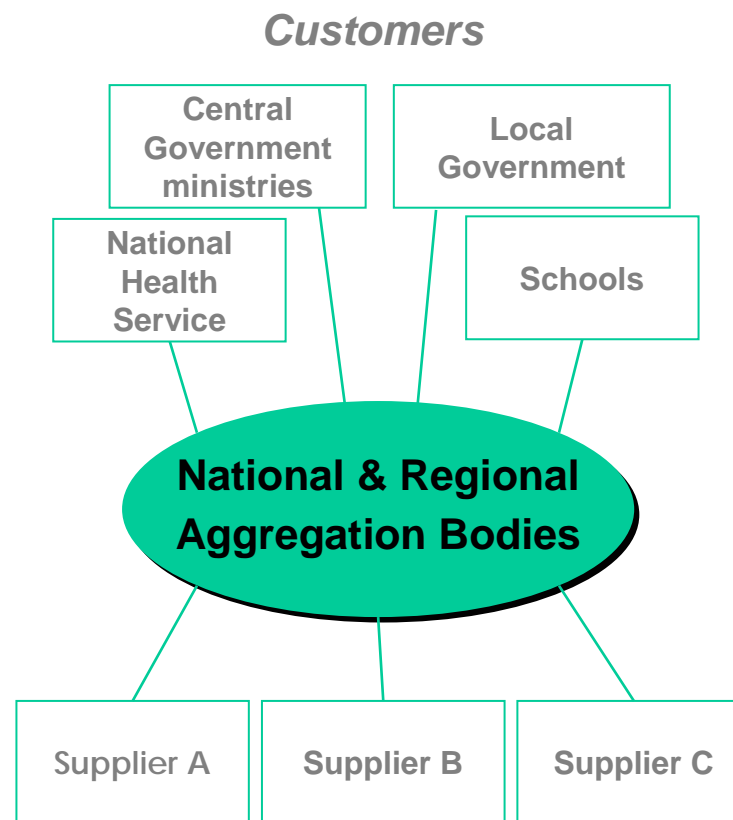 Customers
Central
Government
ministries
Local
Government
National
Health
Service
Schools
National & Regional
Aggregation Bodies
Supplier A
Supplier B
Supplier C